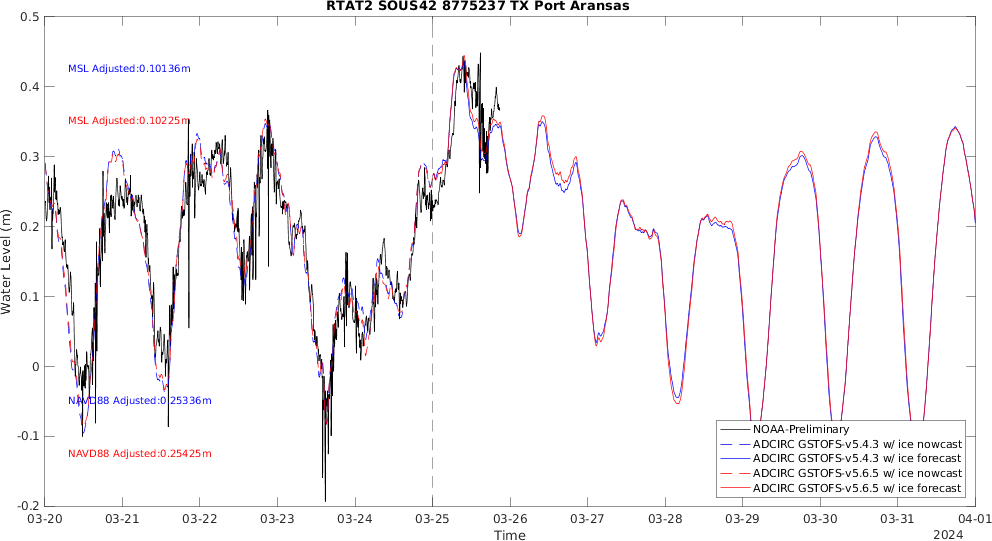 RTAT2 SOUS42 8775237 TX Port Aransas
0.5
0.4
0.3
0.2
0.1
0
-0.1
-0.2
Water Level (m)
MSL Adjusted:0.10136m
MSL Adjusted:0.10225m
NAVD88 Adjusted:0.25336m
NAVD88 Adjusted:0.25425m
NOAA-Preliminary
ADCIRC GSTOFS-v5.4.3 w/ ice nowcast
ADCIRC GSTOFS-v5.4.3 w/ ice forecast
ADCIRC GSTOFS-v5.6.5 w/ ice nowcast
ADCIRC GSTOFS-v5.6.5 w/ ice forecast
03-20 03-21 03-22 03-23 03-24 03-25 03-26 03-27 03-28 03-29 03-30 03-31 04-01
Time
2024